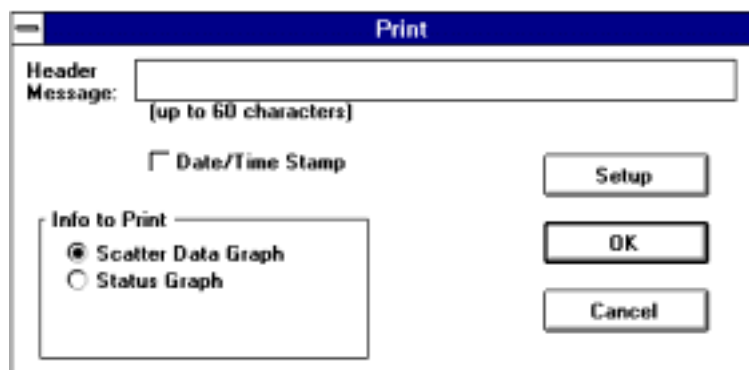 Print
Header
Message:
(up to 60 characters)
Date/Time Stamp
Setup
Info to Print
Scatter Data Graph
OK
Status Graph
Cancel